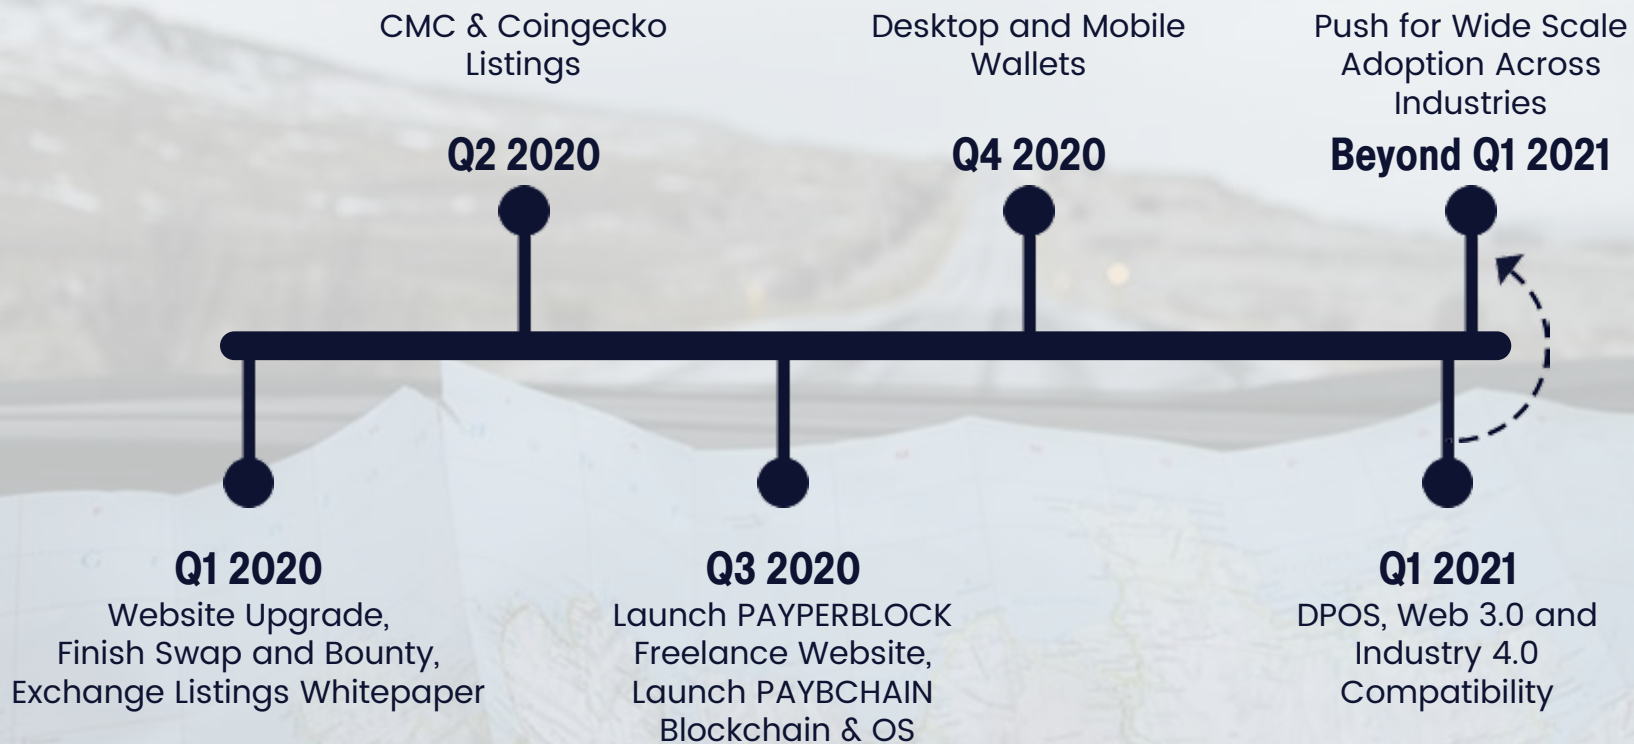 CMC & Coingecko
Listings
Q2 2020
Desktop and Mobile
Wallets
Q4 2020
Push for Wide Scale
Adoption Across
Industries
Beyond Q1 2021
Q1 2020
Website Upgrade,
Finish Swap and Bounty,
Exchange Listings Whitepaper
Q3 2020
Launch PAYPERBLOCK
Freelance Website,
Launch PAYBCHAIN
Blockchain & OS
Q1 2021
DPOS, Web 3.0 and
Industry 4.0
Compatibility